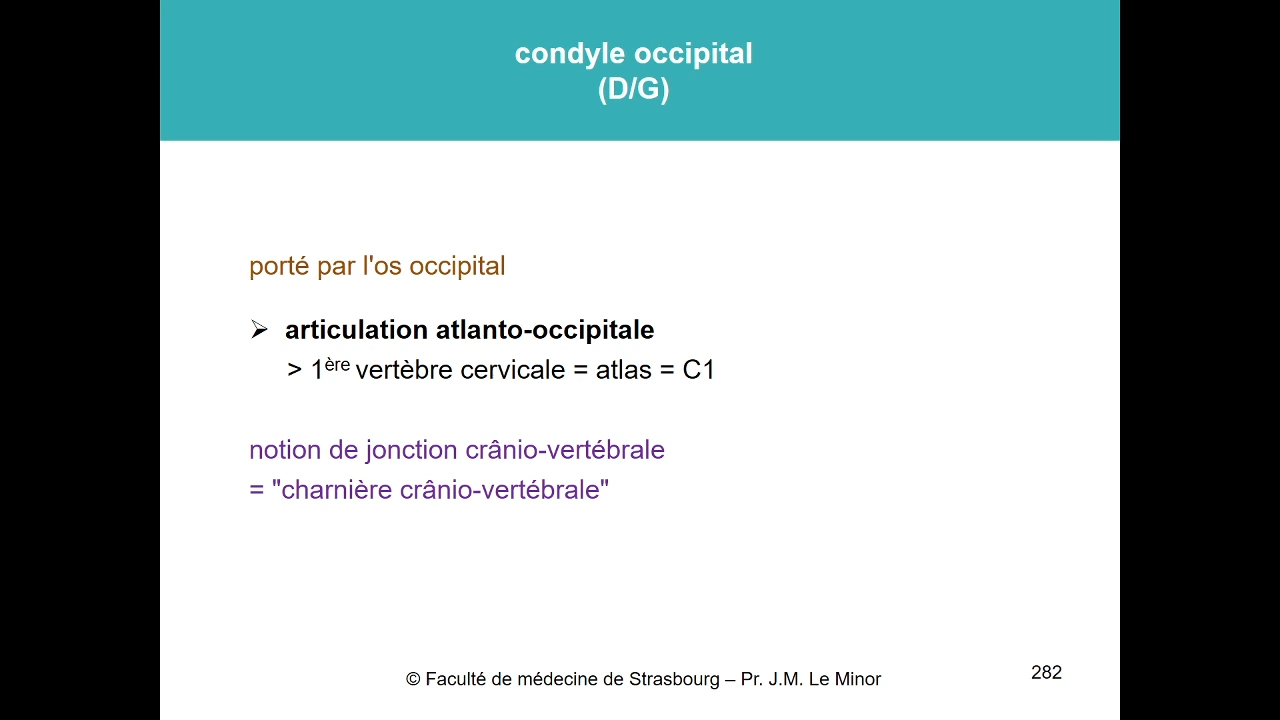 condyle occipital
(D/G)
porté par l'os occipital
➢ articulation atlanto-occipitale
> 1ère vertèbre cervicale = atlas = C1
notion de jonction crânio-vertébrale
= "charnière crânio-vertébrale"
© Faculté de médecine de Strasbourg – Pr. J.M. Le Minor
282